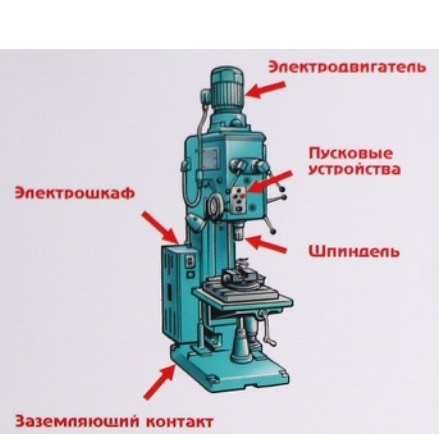 Электродвигатель
Пусковые
устройства
Электрошкаф
Шпиндель
Заземляющий контакт